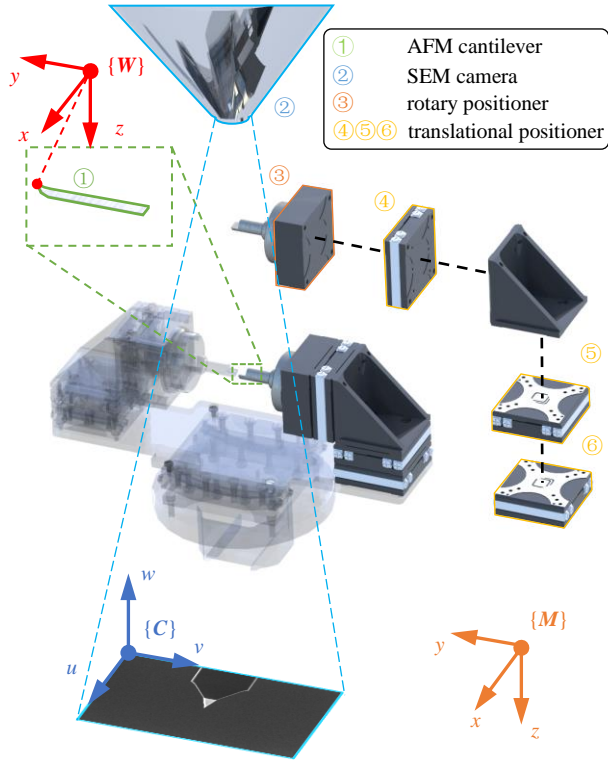 {W}
y
x
z
①
②
① AFM cantilever
② SEM camera
③ rotary positioner
④⑤⑥ translational positioner
③
④
⑤
⑥
w
{C}
v
u
{M}
y
x
z